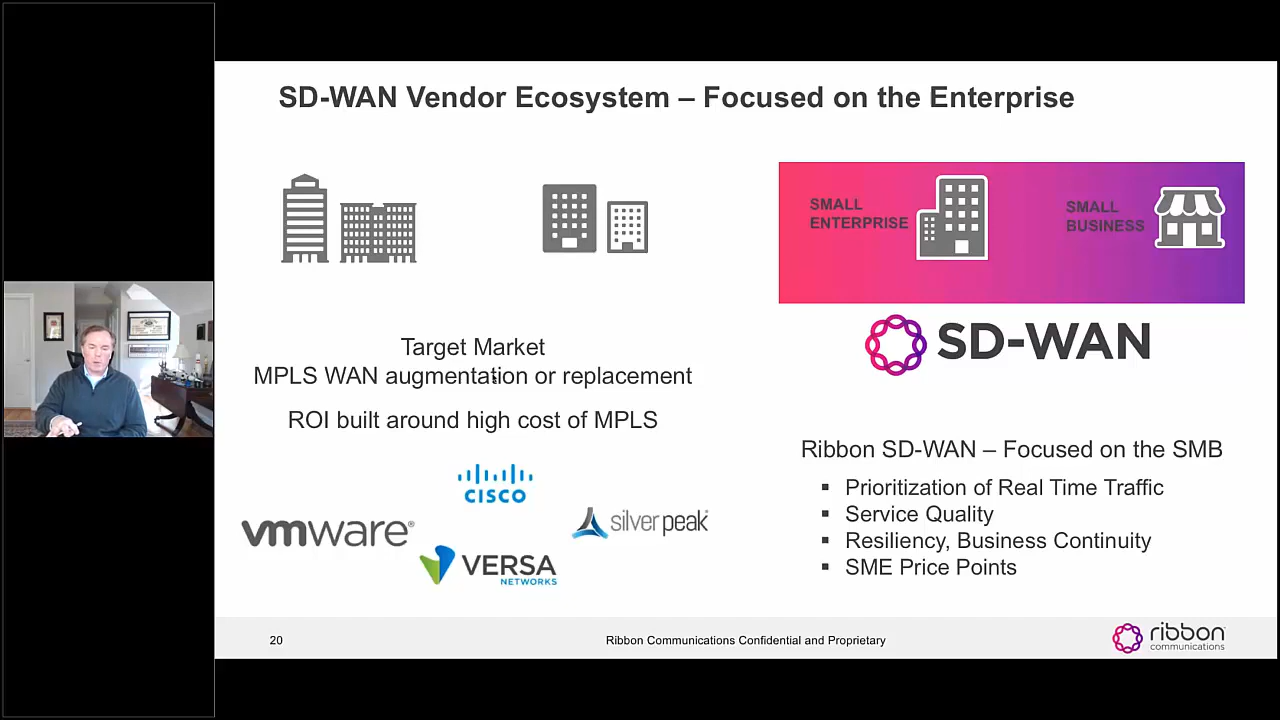 SD-WAN Vendor Ecosystem – Focused on the Enterprise
SMALL
ENTERPRISE
SMALL
BUSINESS
SD-WAN
Target Market
MPLS WAN augmentation or replacement
ROI built around high cost of MPLS
CISCO
vmware®
silver peak
VERSA
NETWORKS
Ribbon SD-WAN – Focused on the SMB
▪ Prioritization of Real Time Traffic
▪ Service Quality
▪ Resiliency, Business Continuity
▪ SME Price Points
20
Ribbon Communications Confidential and Proprietary
ribbon
communications